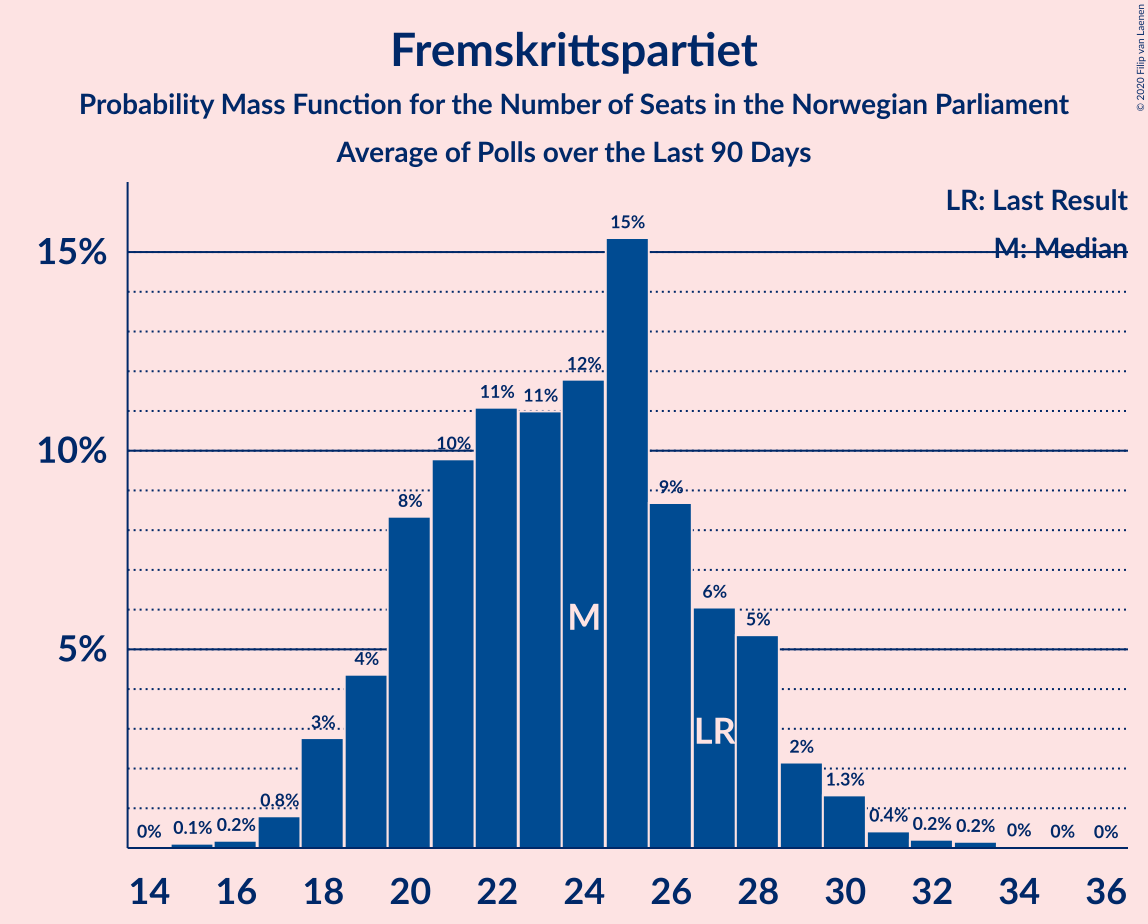 Fremskrittspartiet
Probability Mass Function for the Number of Seats in the Norwegian Parliament
Average of Polls over the Last 90 Days
© 2020 Filip van Laenen
LR: Last Result
M: Median
15%
10%
5%
0% 0.1% 0.2% 0.8% 3% 4% 8% 10% 11% 11% 12% 15% 9% 6% 5% 2% 1.3% 0.4% 0.2% 0.2% 0% 0% 0%
M
LR
14 16 18 20 22 24 26 28 30 32 34 36